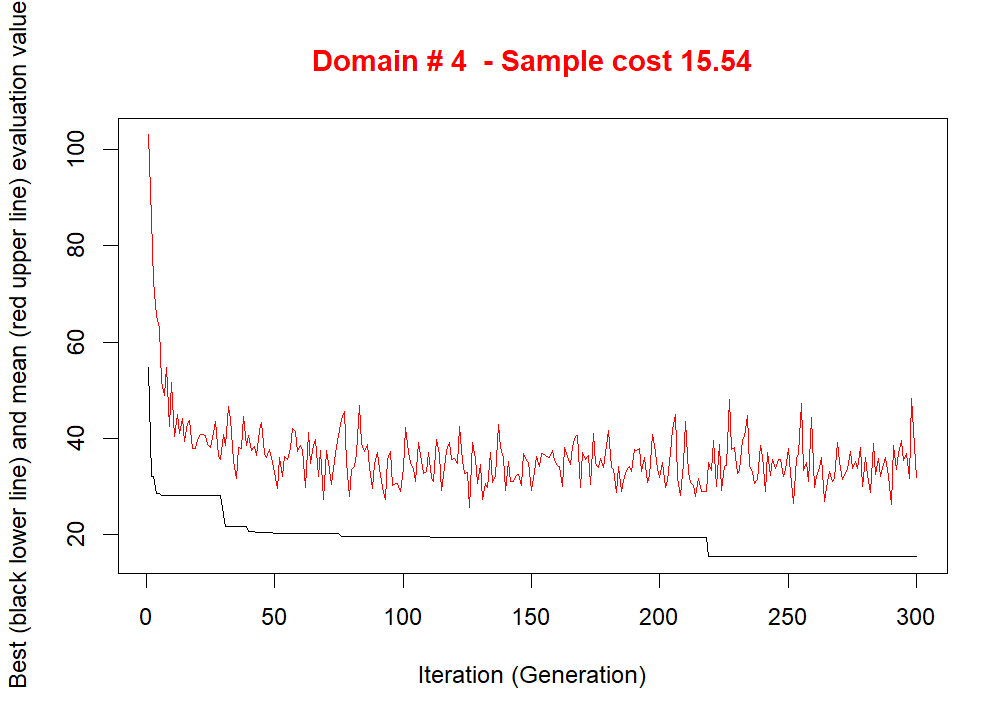 Domain # 4  - Sample cost 15.54
Best (black lower line) and mean (red upper line) evaluation value
100
80
60
40
20
0 50 100 150 200 250 300
Iteration (Generation)